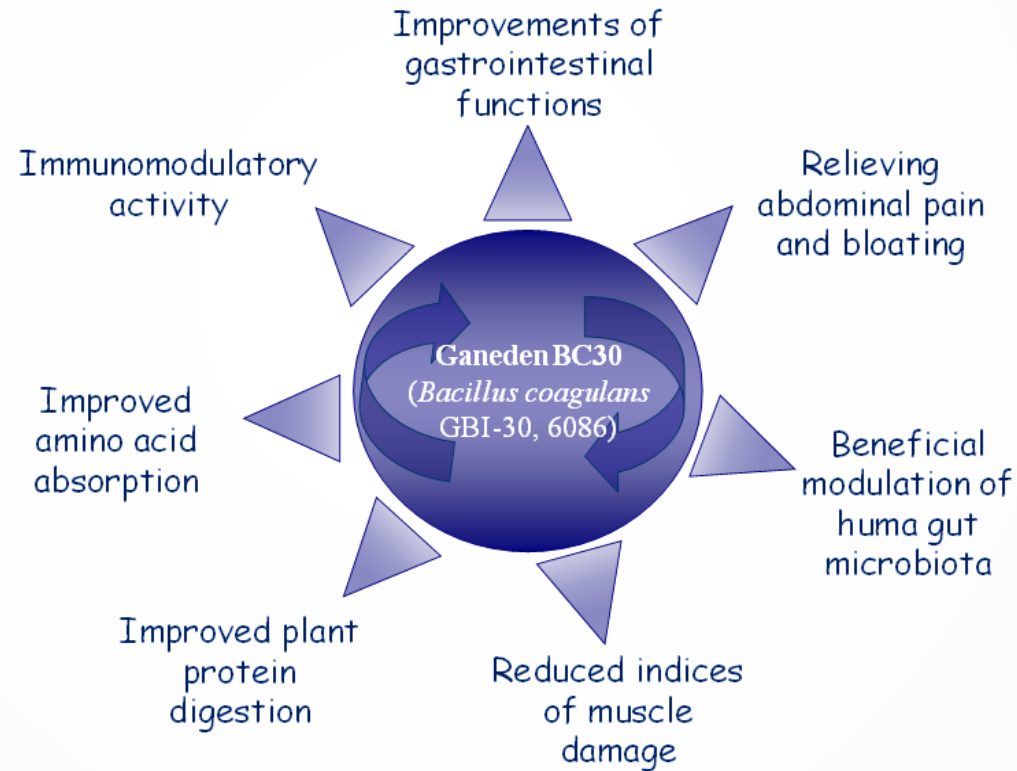 Improvements of
gastrointestinal
functions
Immunomodulatory
activity
Relieving
abdominal pain
and bloating
Ganeden BC30
(Bacillus coagulans
GBI-30, 6086)
Improved
amino acid
absorption
Beneficial
modulation of
huma gut
microbiota
Improved plant
protein
digestion
Reduced indices
of muscle
damage